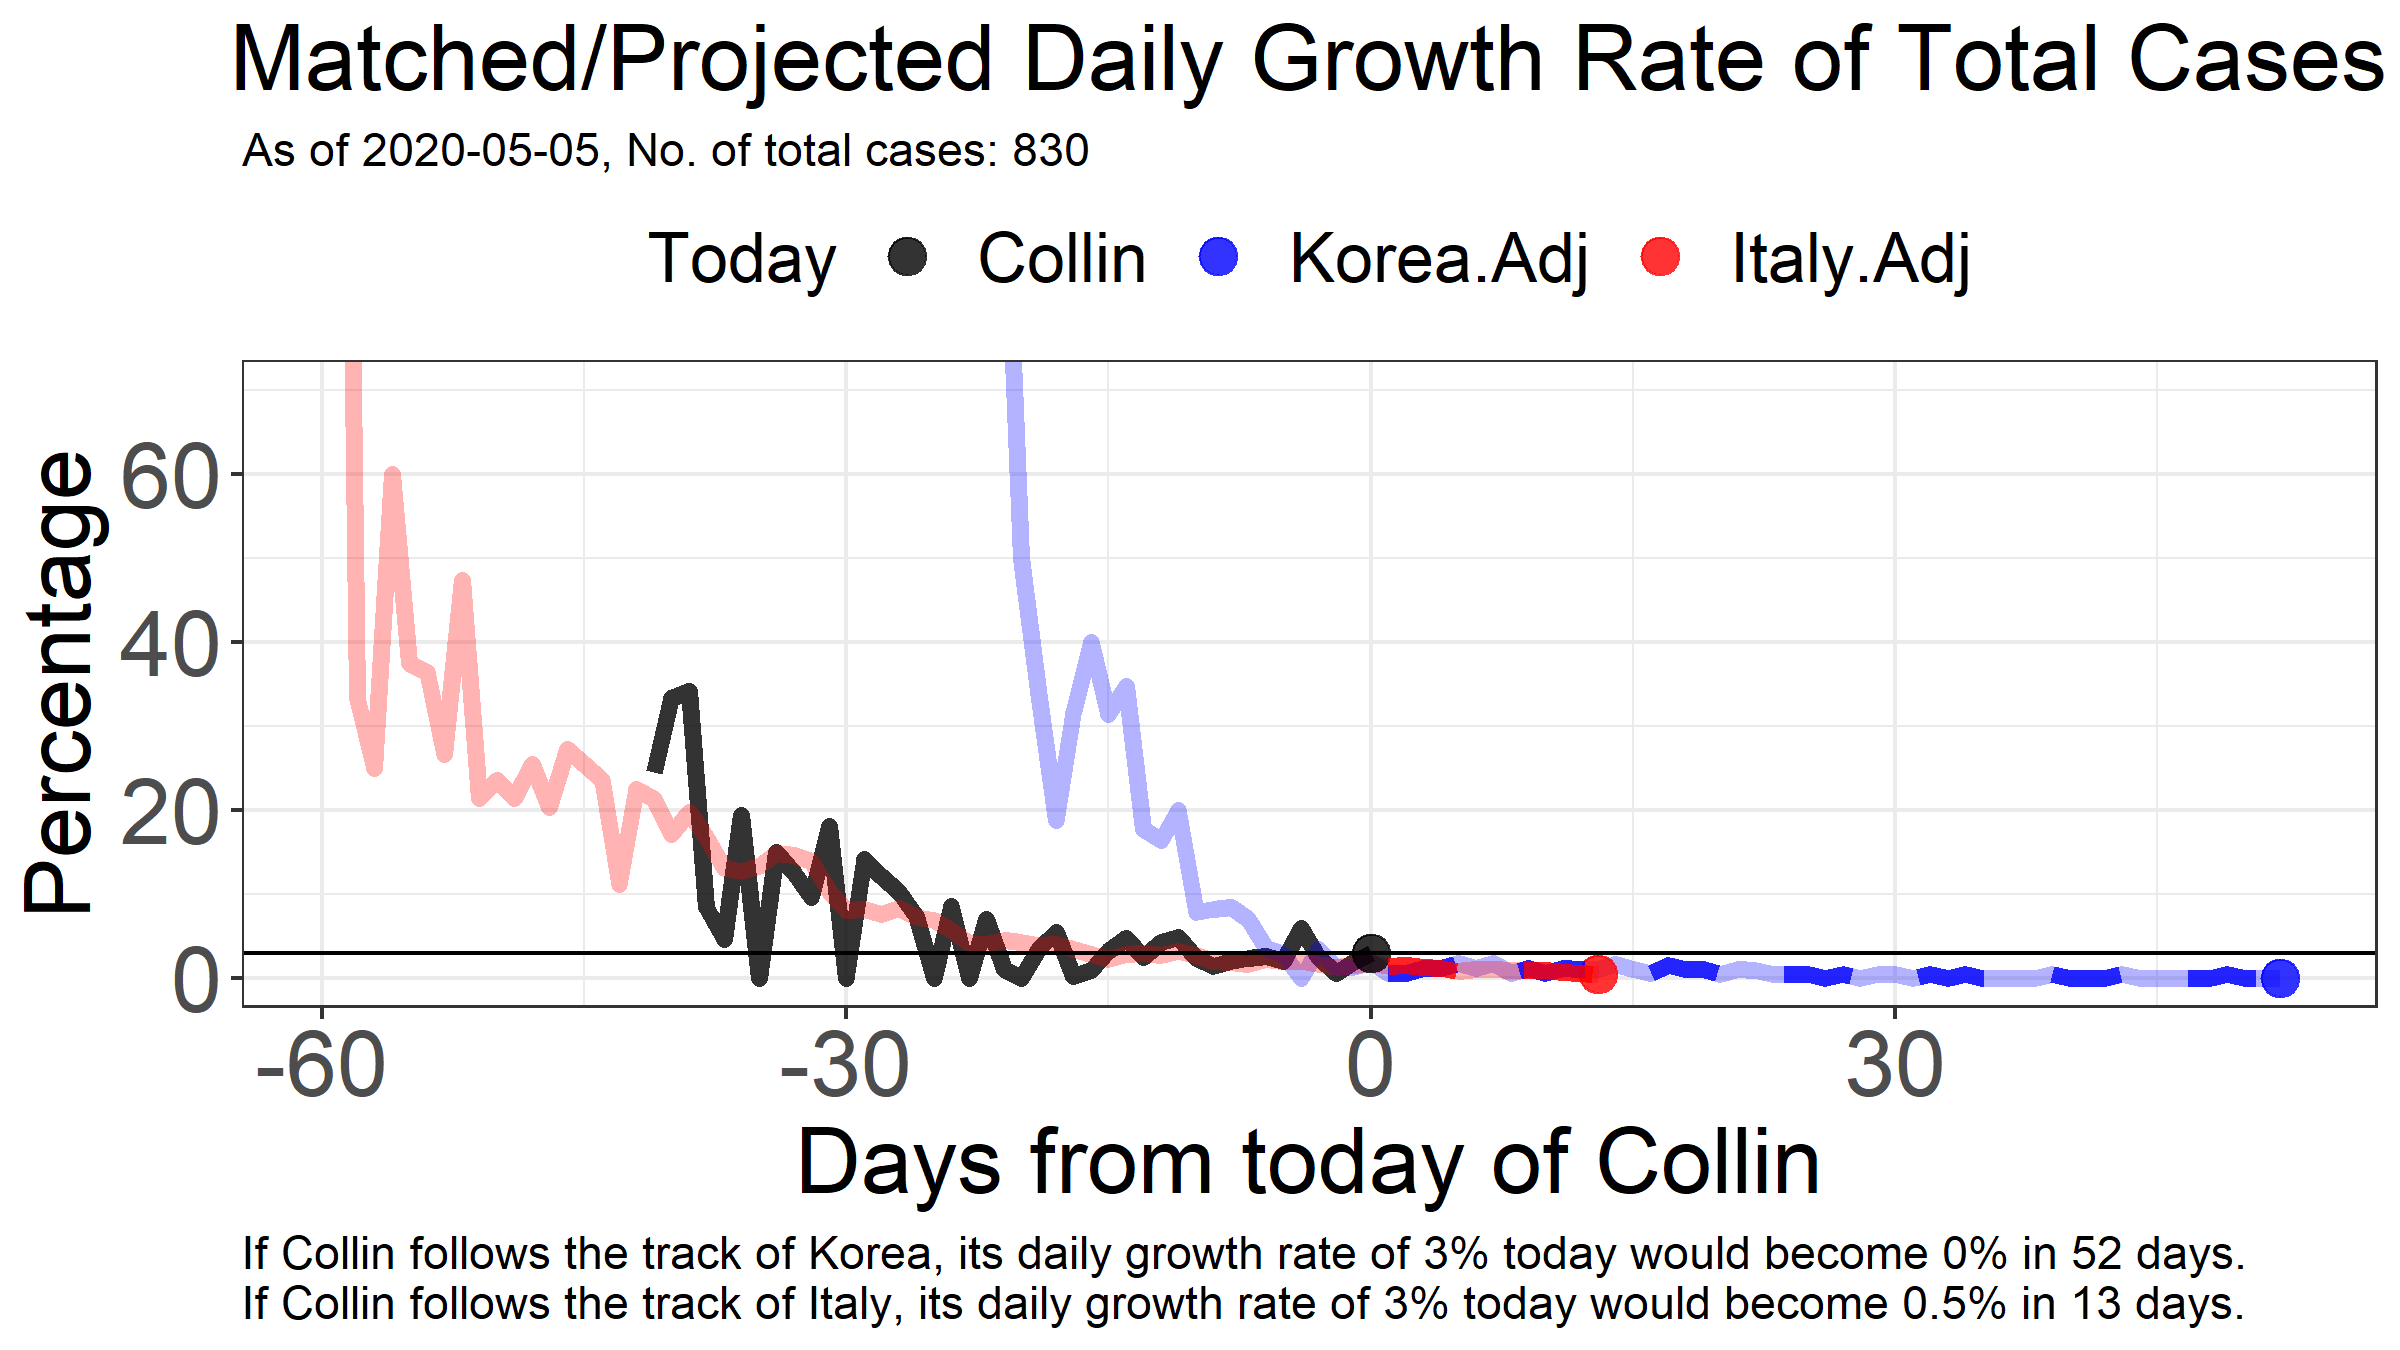 Matched/Projected Daily Growth Rate of Total Cases
As of 2020-05-05, No. of total cases: 830
Today Collin Korea.Adj Italy.Adj
Percentage
60
40
20
0
-60 -30 0 30
Days from today of Collin
If Collin follows the track of Korea, its daily growth rate of 3% today would become 0% in 52 days.
If Collin follows the track of Italy, its daily growth rate of 3% today would become 0.5% in 13 days.